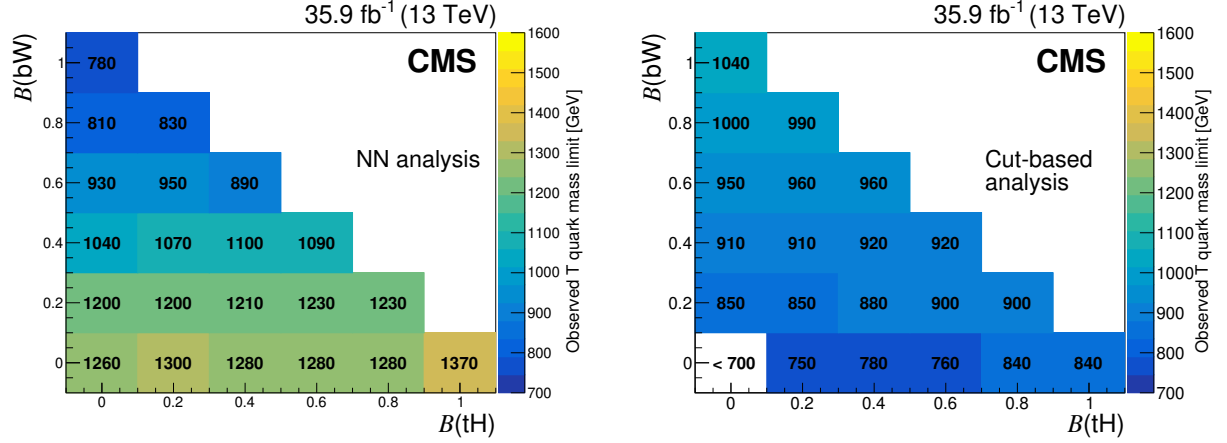 35.9 fb⁻¹ (13 TeV)
B(bW)
1
0.8
0.6
0.4
0.2
0
CMS
NN analysis
780
810 830
930 950 890
1040 1070 1100 1090
1200 1200 1210 1230 1230
1260 1300 1280 1280 1280 1370
0 0.2 0.4 0.6 0.8 1
B(tH)
1600
1500
1400
1300
1200
1100
1000
900
800
700
Observed T quark mass limit [GeV]
35.9 fb⁻¹ (13 TeV)
B(bW)
1
0.8
0.6
0.4
0.2
0
CMS
Cut-based
analysis
1040
1000 990
950 960 960
910 910 920 920
850 850 880 900 900
< 700 750 780 760 840 840
0 0.2 0.4 0.6 0.8 1
B(tH)
1600
1500
1400
1300
1200
1100
1000
900
800
700
Observed T quark mass limit [GeV]